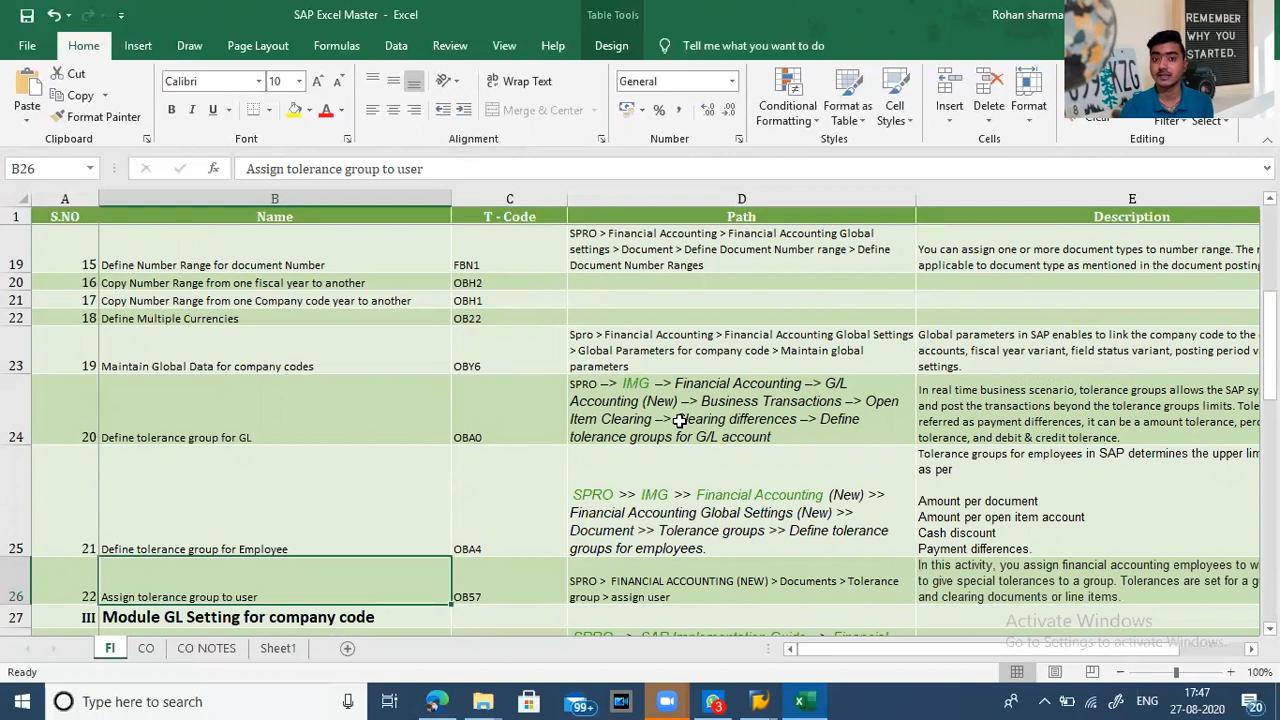 SAP Excel Master - Excel
Table Tools
Rohan sharma
REMEMBER
WHY YOU
STARTED.
File
Home
Insert
Draw
Page Layout
Formulas
Data
Review
View
Help
Design
Tell me what you want to do
Paste
Cut
Copy
Format Painter
Clipboard
Calibri
10
B I U
Font
Wrap Text
Merge & Center
Alignment
General
%
Number
Conditional Formatting
Format as Table
Cell Styles
Styles
Insert
Delete
Format
Cells
Filter
Select
Editing
B26
fx
Assign tolerance group to user
A B C D E
1 S.NO Name T - Code Path Description
SPRO > Financial Accounting > Financial Accounting Global
settings > Document > Define Document Number range > Define
Document Number Ranges
You can assign one or more document types to number range. The
applicable to document type as mentioned in the document posting
19 15 Define Number Range for document Number FBN1
20 16 Copy Number Range from one fiscal year to another OBH2
21 17 Copy Number Range from one Company code year to another OBH1
22 18 Define Multiple Currencies OB22
Spro > Financial Accounting > Financial Accounting Global Settings
> Global Parameters for company code > Maintain global
parameters
Global parameters in SAP enables to link the company code to the
accounts, fiscal year variant, field status variant, posting period
settings.
23 19 Maintain Global Data for company codes OBY6
SPRO –> IMG –> Financial Accounting –> G/L
Accounting (New) –> Business Transactions –> Open
Item Clearing –> Clearing differences –> Define
tolerance groups for G/L account
In real time business scenario, tolerance groups allows the SAP
and post the transactions beyond the tolerance groups limits.
referred as payment differences, it can be a amount tolerance,
tolerance, and debit & credit tolerance.
24 20 Define tolerance group for GL OBA0
SPRO >> IMG >> Financial Accounting (New) >>
Financial Accounting Global Settings (New) >>
Document >> Tolerance groups >> Define tolerance
groups for employees.
Tolerance groups for employees in SAP determines the upper
as per
Amount per document
Amount per open item account
Cash discount
Payment differences.
25 21 Define tolerance group for Employee OBA4
SPRO > FINANCIAL ACCOUNTING (NEW) > Documents > Tolerance
group > assign user
In this activity, you assign financial accounting employees to
to give special tolerances to a group. Tolerances are set for a
and clearing documents or line items.
26 22 Assign tolerance group to user OB57
27 III Module GL Setting for company code
Activate Windows
Go to Settings to activate Windows.
FI
CO
CO NOTES
Sheet1
Ready
100%
Type here to search
99+
3
ENG
17:47
27-08-2020
20